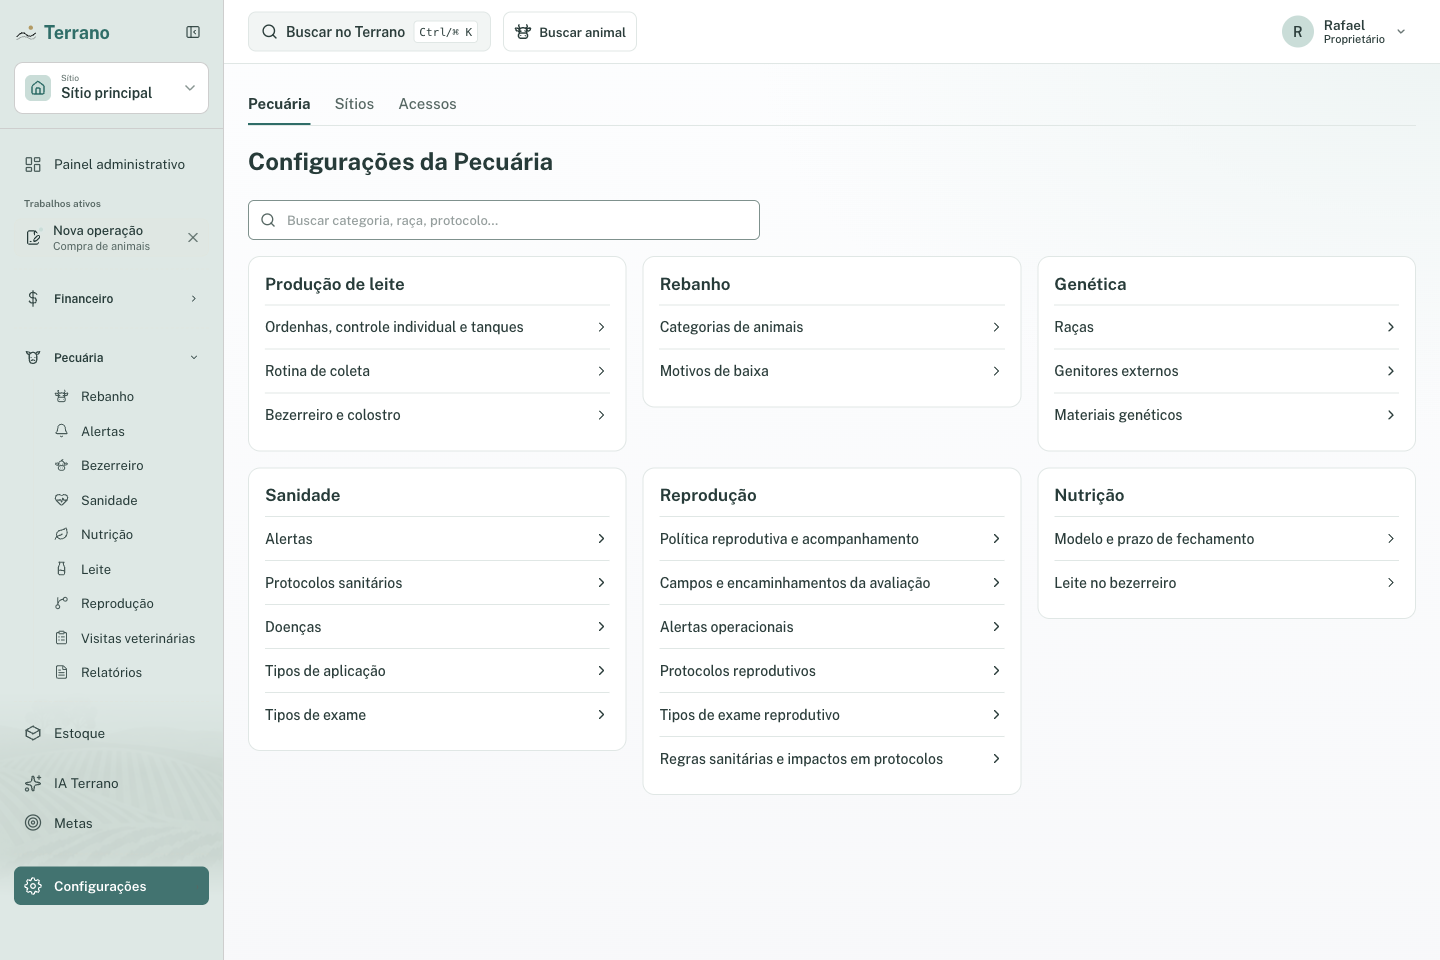 Terrano
Sítio
Sítio principal
Painel administrativo
Trabalhos ativos
Nova operação
Compra de animais
Financeiro
Pecuária
Rebanho
Alertas
Bezerreiro
Sanidade
Nutrição
Leite
Reprodução
Visitas veterinárias
Relatórios
Estoque
IA Terrano
Metas
Configurações
Buscar no Terrano Ctrl/⌘ K
Buscar animal
R
Rafael
Proprietário
Pecuária Sítios Acessos
Configurações da Pecuária
Buscar categoria, raça, protocolo...
Produção de leite
Ordenhas, controle individual e tanques
Rotina de coleta
Bezerreiro e colostro
Rebanho
Categorias de animais
Motivos de baixa
Genética
Raças
Genitores externos
Materiais genéticos
Sanidade
Alertas
Protocolos sanitários
Doenças
Tipos de aplicação
Tipos de exame
Reprodução
Política reprodutiva e acompanhamento
Campos e encaminhamentos da avaliação
Alertas operacionais
Protocolos reprodutivos
Tipos de exame reprodutivo
Regras sanitárias e impactos em protocolos
Nutrição
Modelo e prazo de fechamento
Leite no bezerreiro